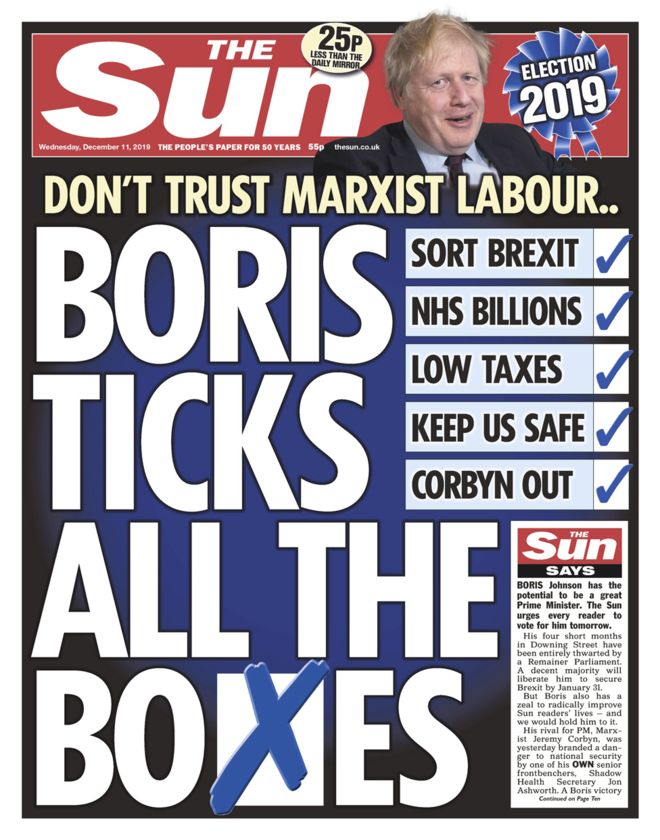 THE
Sun
25P
LESS THAN THE
DAILY MIRROR
ELECTION
2019
Wednesday, December 11, 2019 THE PEOPLE'S PAPER FOR 50 YEARS 55p thesun.co.uk
DON'T TRUST MARXIST LABOUR..
BORIS
TICKS
ALL THE
BOXES
SORT BREXIT ✓
NHS BILLIONS ✓
LOW TAXES ✓
KEEP US SAFE ✓
CORBYN OUT ✓
THE
Sun
SAYS
BORIS Johnson has the
potential to be a great
Prime Minister. The Sun
urges every reader to
vote for him tomorrow.
His four short months
in Downing Street have
been entirely thwarted by
a Remainer Parliament.
A decent majority will
liberate him to secure
Brexit by January 31.
But Boris also has a
zeal to radically improve
Sun readers' lives – and
we would hold him to it.
His rival for PM, Marx-
ist Jeremy Corbyn, was
yesterday branded a dan-
ger to national security
by one of his OWN senior
frontbenchers, Shadow
Health Secretary Jon
Ashworth. A Boris victory
Continued on Page Ten